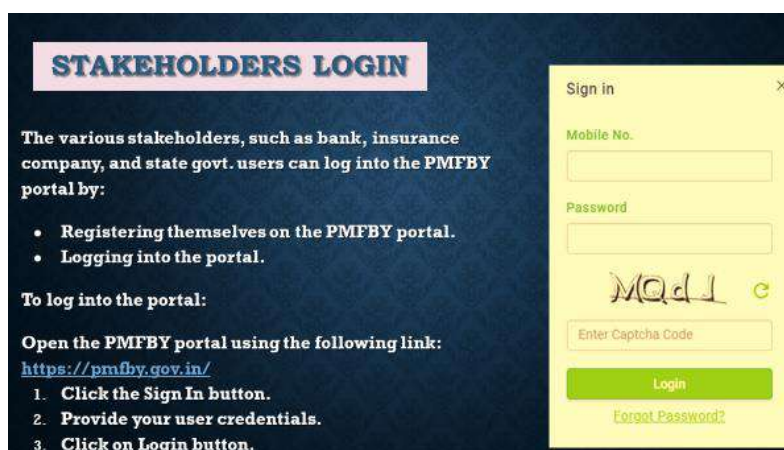 STAKEHOLDERS LOGIN
The various stakeholders, such as bank, insurance
company, and state govt. users can log into the PMFBY
portal by:
• Registering themselves on the PMFBY portal.
• Logging into the portal.
To log into the portal:
Open the PMFBY portal using the following link:
https://pmfby.gov.in/
1. Click the Sign In button.
2. Provide your user credentials.
3. Click on Login button.
Sign in
Mobile No.
Password
MQd1
Enter Captcha Code
Login
Forgot Password?